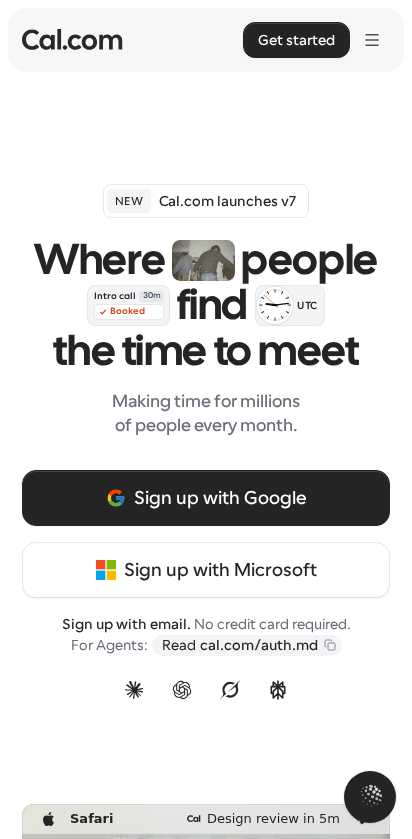 Cal.com
Get started
NEW Cal.com launches v7
Where people
Intro call 30m
Booked
find
UTC
the time to meet
Making time for millions
of people every month.
Sign up with Google
Sign up with Microsoft
Sign up with email. No credit card required.
For Agents: Read cal.com/auth.md
Safari Cal Design review in 5m